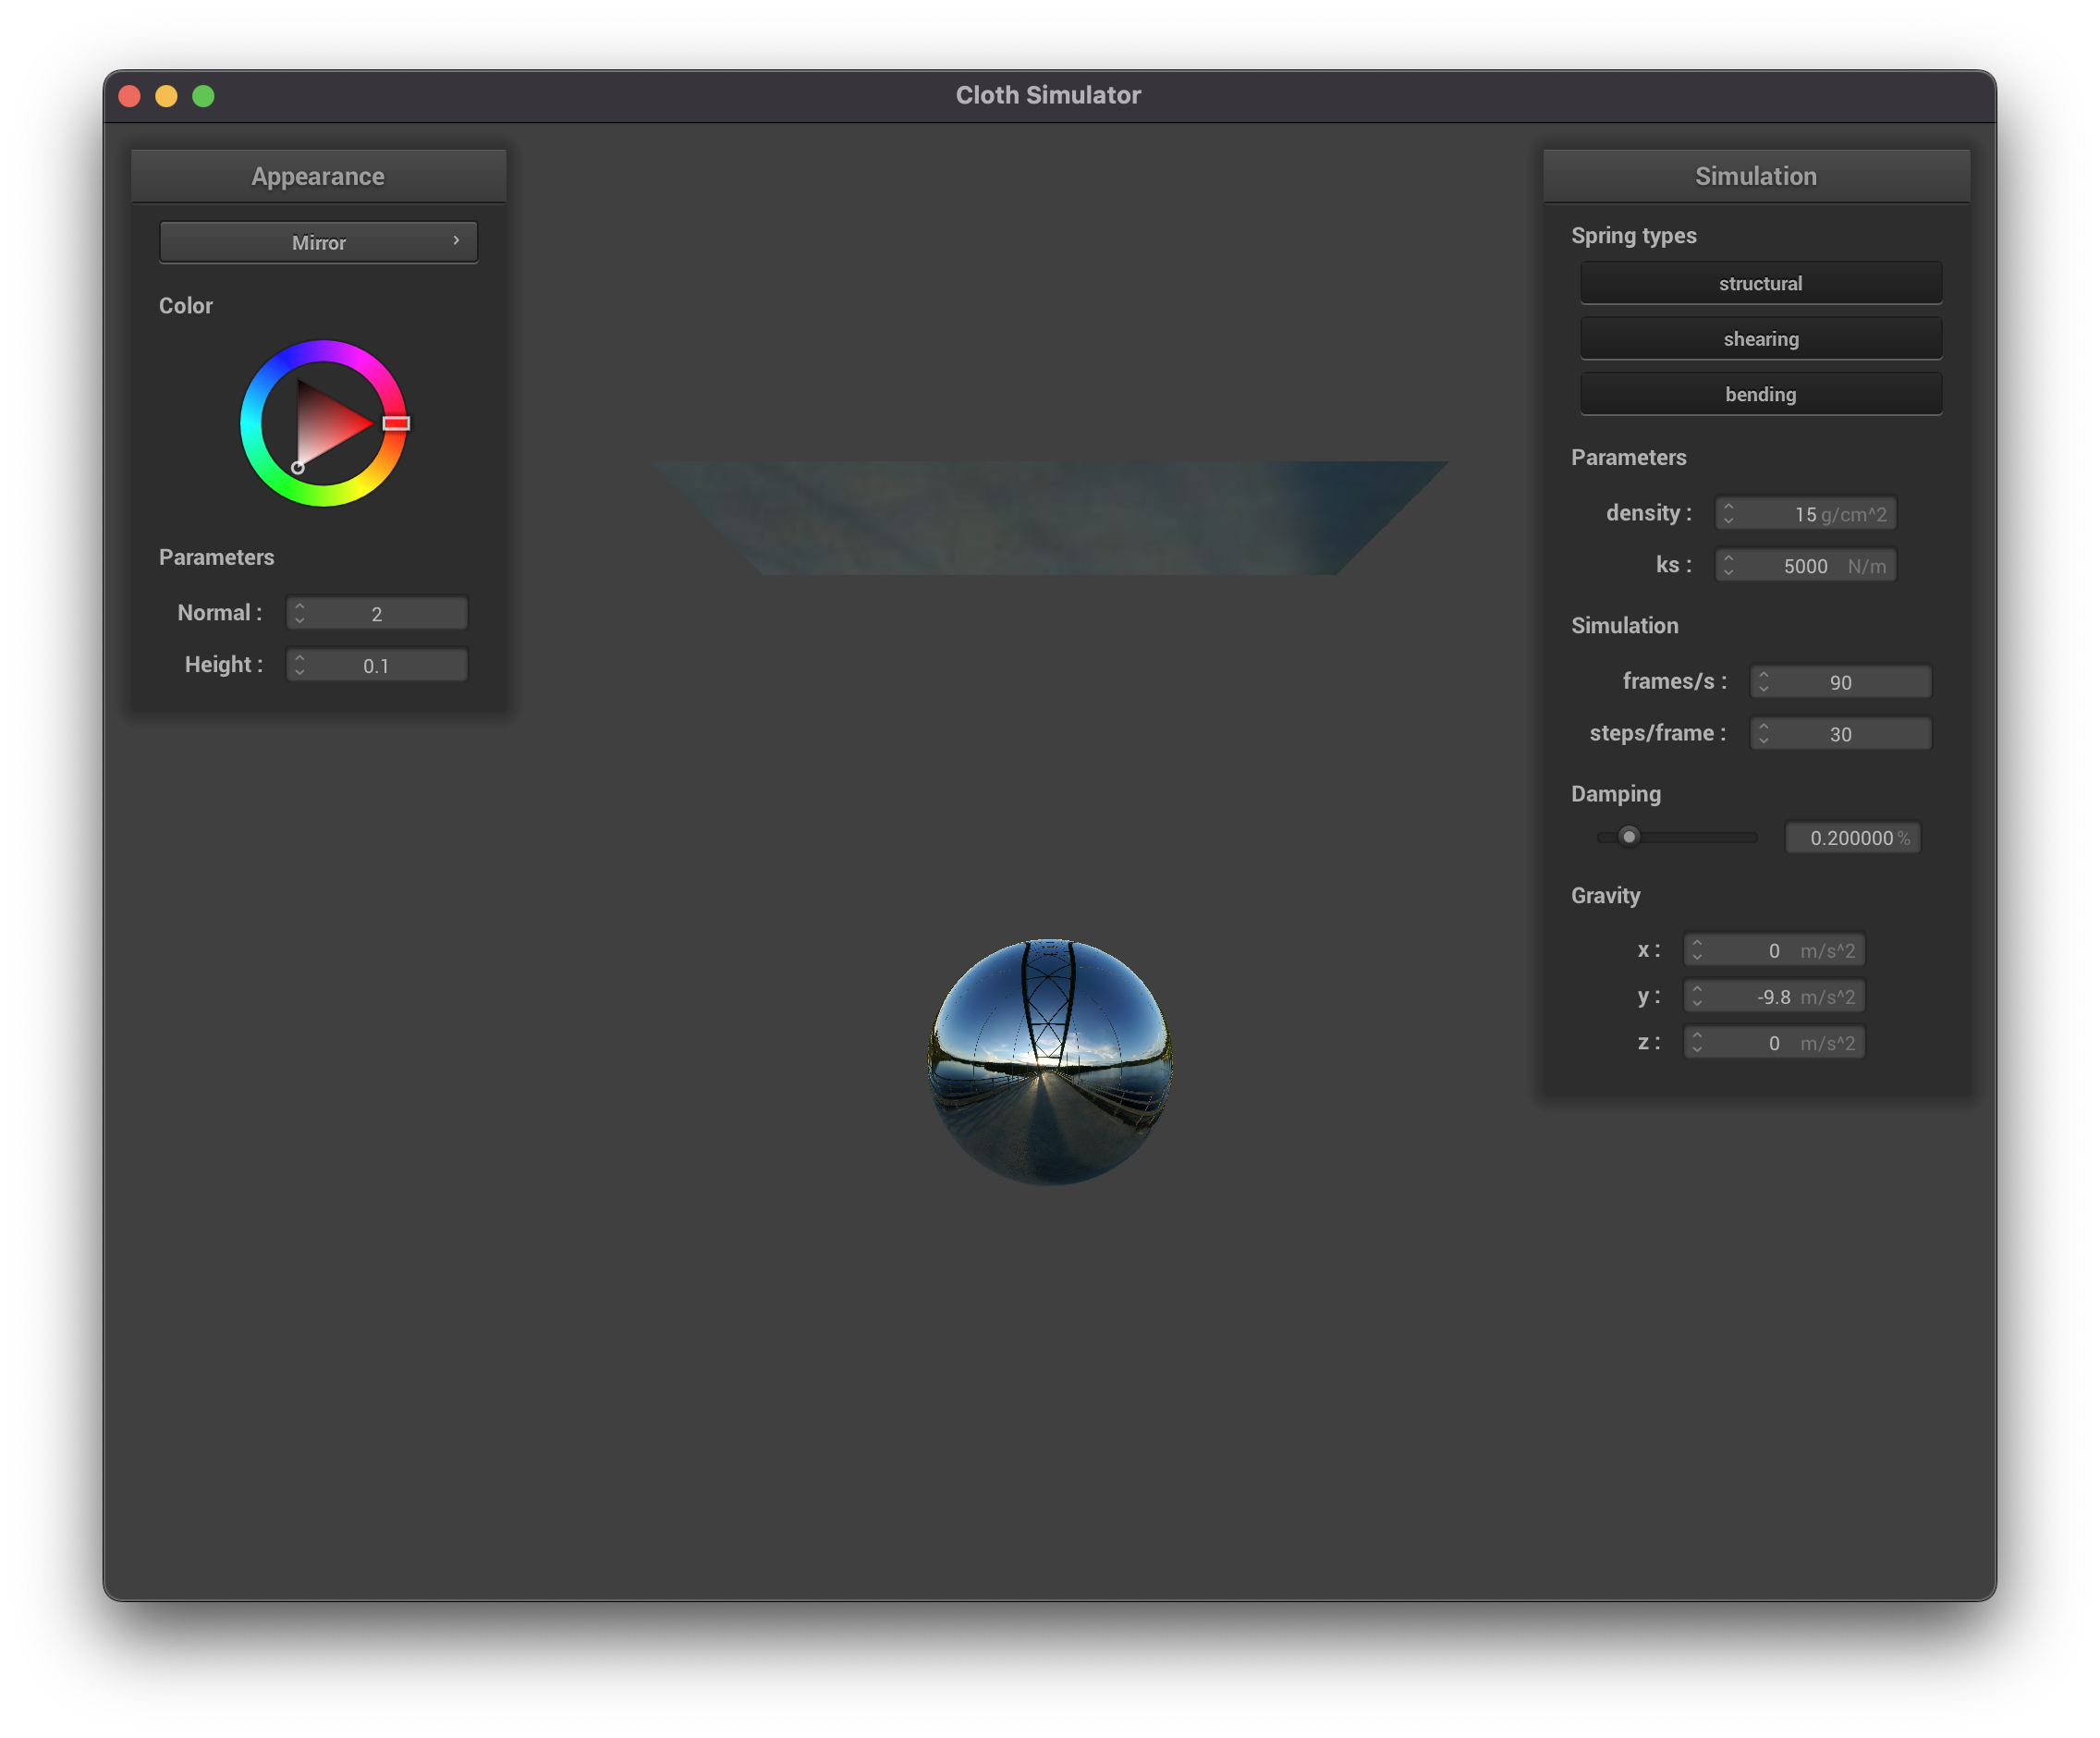 Cloth Simulator
Appearance
Mirror
Color
Parameters
Normal : 2
Height : 0.1
Simulation
Spring types
structural
shearing
bending
Parameters
density : 15 g/cm^2
ks : 5000 N/m
Simulation
frames/s : 90
steps/frame : 30
Damping
0.200000 %
Gravity
x : 0 m/s^2
y : -9.8 m/s^2
z : 0 m/s^2